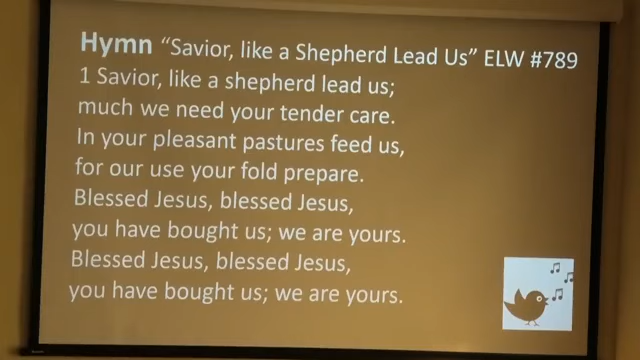 Hymn “Savior, like a Shepherd Lead Us” ELW #789
1 Savior, like a shepherd lead us;
much we need your tender care.
In your pleasant pastures feed us,
for our use your fold prepare.
Blessed Jesus, blessed Jesus,
you have bought us; we are yours.
Blessed Jesus, blessed Jesus,
you have bought us; we are yours.